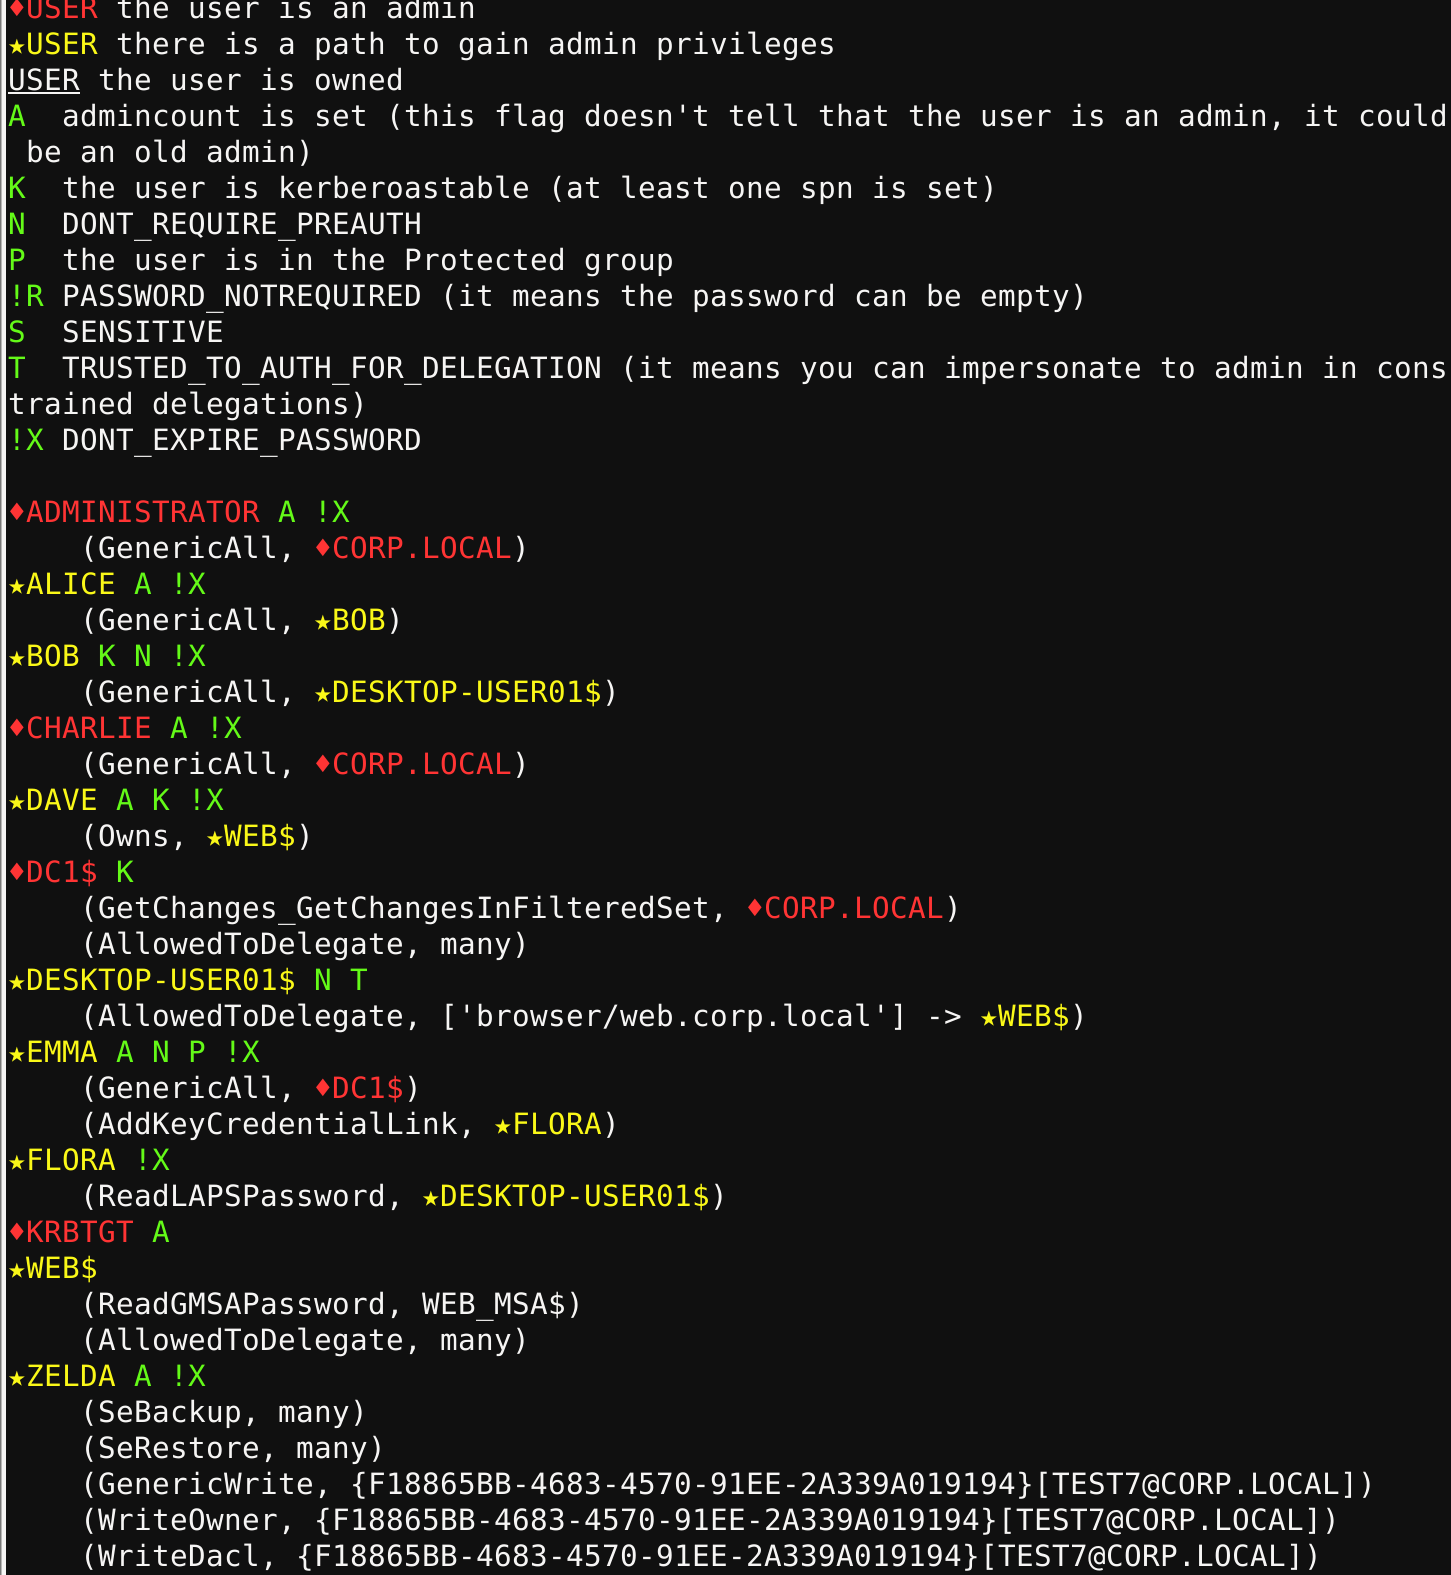 ♦USER the user is an admin
★USER there is a path to gain admin privileges
USER the user is owned
A  admincount is set (this flag doesn't tell that the user is an admin, it could
 be an old admin)
K  the user is kerberoastable (at least one spn is set)
N  DONT_REQUIRE_PREAUTH
P  the user is in the Protected group
!R PASSWORD_NOTREQUIRED (it means the password can be empty)
S  SENSITIVE
T  TRUSTED_TO_AUTH_FOR_DELEGATION (it means you can impersonate to admin in cons
trained delegations)
!X DONT_EXPIRE_PASSWORD

♦ADMINISTRATOR A !X
    (GenericAll, ♦CORP.LOCAL)
★ALICE A !X
    (GenericAll, ★BOB)
★BOB K N !X
    (GenericAll, ★DESKTOP-USER01$)
♦CHARLIE A !X
    (GenericAll, ♦CORP.LOCAL)
★DAVE A K !X
    (Owns, ★WEB$)
♦DC1$ K
    (GetChanges_GetChangesInFilteredSet, ♦CORP.LOCAL)
    (AllowedToDelegate, many)
★DESKTOP-USER01$ N T
    (AllowedToDelegate, ['browser/web.corp.local'] -> ★WEB$)
★EMMA A N P !X
    (GenericAll, ♦DC1$)
    (AddKeyCredentialLink, ★FLORA)
★FLORA !X
    (ReadLAPSPassword, ★DESKTOP-USER01$)
♦KRBTGT A
★WEB$
    (ReadGMSAPassword, WEB_MSA$)
    (AllowedToDelegate, many)
★ZELDA A !X
    (SeBackup, many)
    (SeRestore, many)
    (GenericWrite, {F18865BB-4683-4570-91EE-2A339A019194}[TEST7@CORP.LOCAL])
    (WriteOwner, {F18865BB-4683-4570-91EE-2A339A019194}[TEST7@CORP.LOCAL])
    (WriteDacl, {F18865BB-4683-4570-91EE-2A339A019194}[TEST7@CORP.LOCAL])